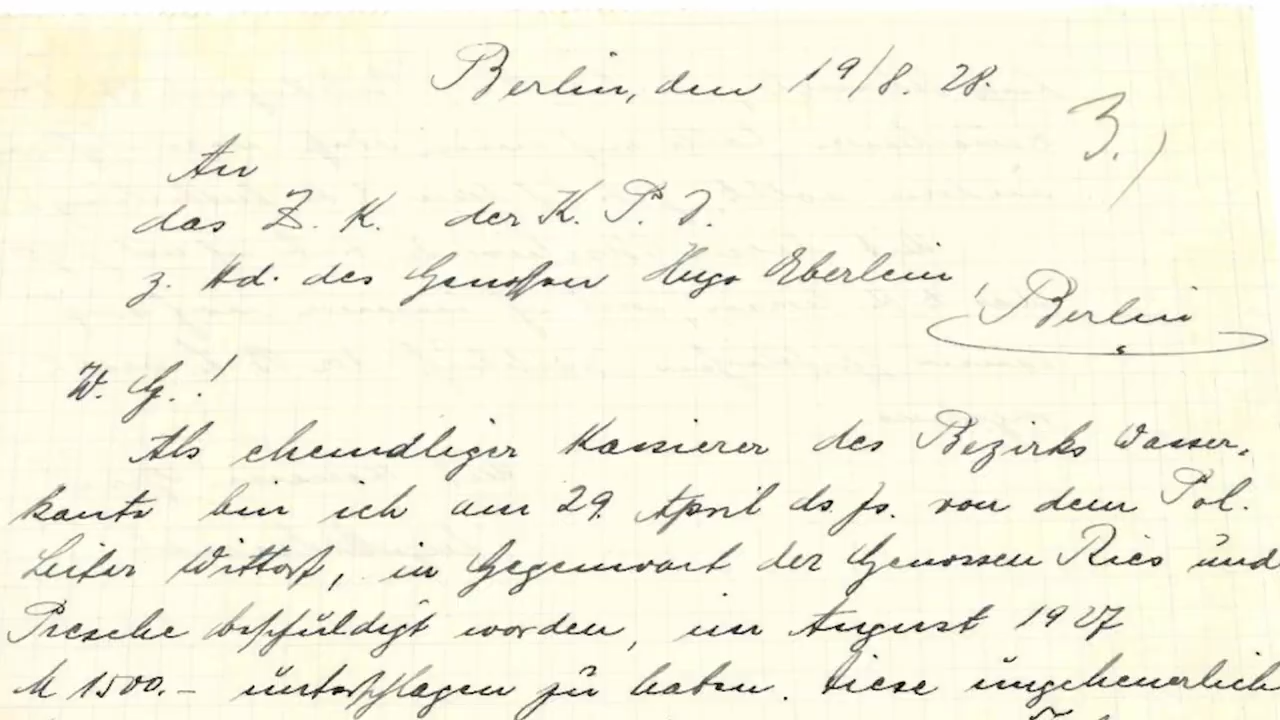 Berlin, den 19/8. 28.
3.)
An
das Z. K. der K. P. D.
z. Hd. des Genossen Hugo Eberlein,
Berlin
W. G.!
Als ehemaliger Kassierer des Bezirks Wasser-
kante bin ich am 29. April ds. Js. von dem Pol.
Leiter Wittorf, in Gegenwart der Genossen Ries und
Presche beschuldigt worden, im August 1927
M 1500.- unterschlagen zu haben. Diese ungeheuerlich